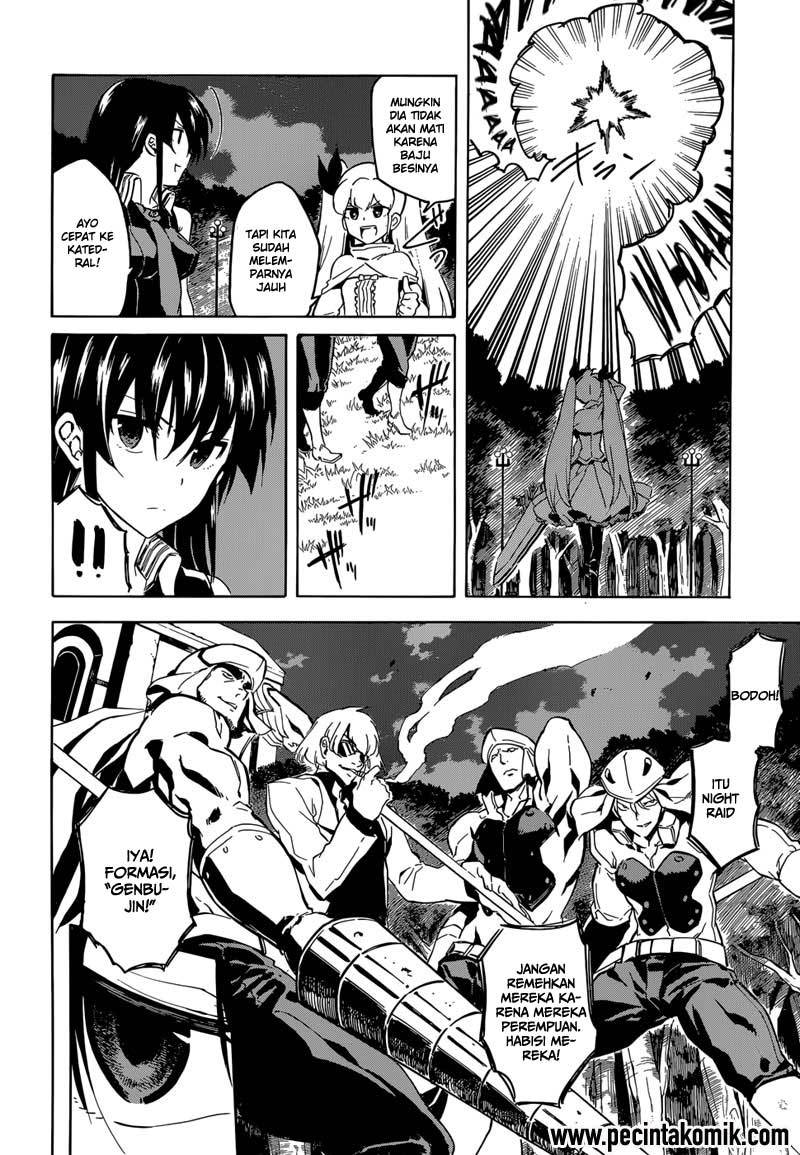 WHOAAA
AAAAAA
MUNGKIN
DIA TIDAK
AKAN MATI
KARENA
BAJU
BESINYA
TAPI KITA
SUDAH
MELEM-
PARNYA
JAUH
AYO
CEPAT KE
KATED-
RAL!
!!
BODOH!
ITU
NIGHT
RAID
JANGAN
REMEHKAN
MEREKA KA-
RENA MEREKA
PEREMPUAN.
HABISI ME-
REKA!
IYA!
FORMASI,
"GENBU-
JIN!"
www.pecintakomik.com